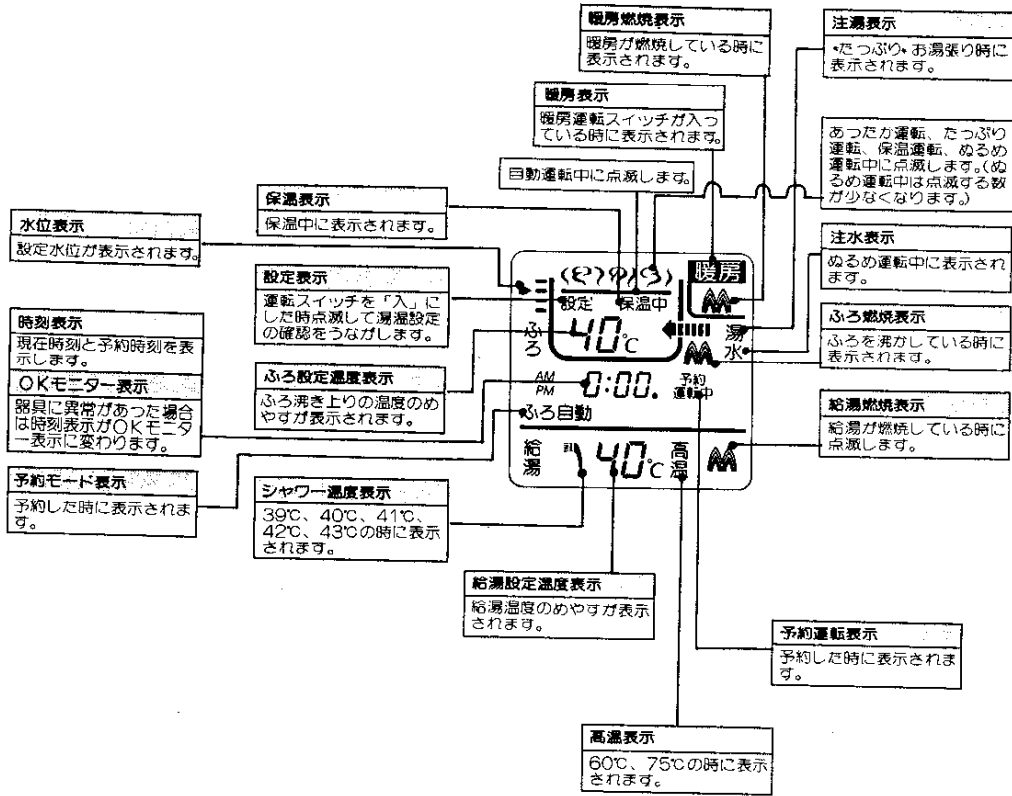 暖房燃焼表示
暖房が燃焼している時に
表示されます。
注湯表示
*たっぷり* お湯張り時に
表示されます。
暖房表示
暖房運転スイッチが入っ
ている時に表示されます。
あったか運転、たっぷり
運転、保温運転、ぬるめ
運転中に点滅します。(ぬ
るめ運転中は点滅する数
が少なくなります。)
自動運転中に点滅します。
保温表示
保温中に表示されます。
水位表示
設定水位が表示されます。
注水表示
ぬるめ運転中に表示され
ます。
設定表示
運転スイッチを「入」に
した時点滅して湯温設定
の確認をうながします。
時刻表示
現在時刻と予約時刻を表
示します。
OKモニター表示
器具に異常があった場合
は時刻表示がOKモニタ
ー表示に変わります。
ふろ燃焼表示
ふろを沸かしている時に
表示されます。
ふろ設定温度表示
ふろ沸き上りの温度のめ
やすが表示されます。
給湯燃焼表示
給湯が燃焼している時に
点滅します。
予約モード表示
予約した時に表示されま
す。
シャワー温度表示
39℃、40℃、41℃、
42℃、43℃の時に表示
されます。
給湯設定温度表示
給湯温度のめやすが表示
されます。
予約運転表示
予約した時に表示されま
す。
高温表示
60℃、75℃の時に表示
されます。
暖房
設定 保温中
ふろ
40℃
湯
水
AM
PM
0:00.
予約
運転中
ふろ自動
給湯
40℃
高温